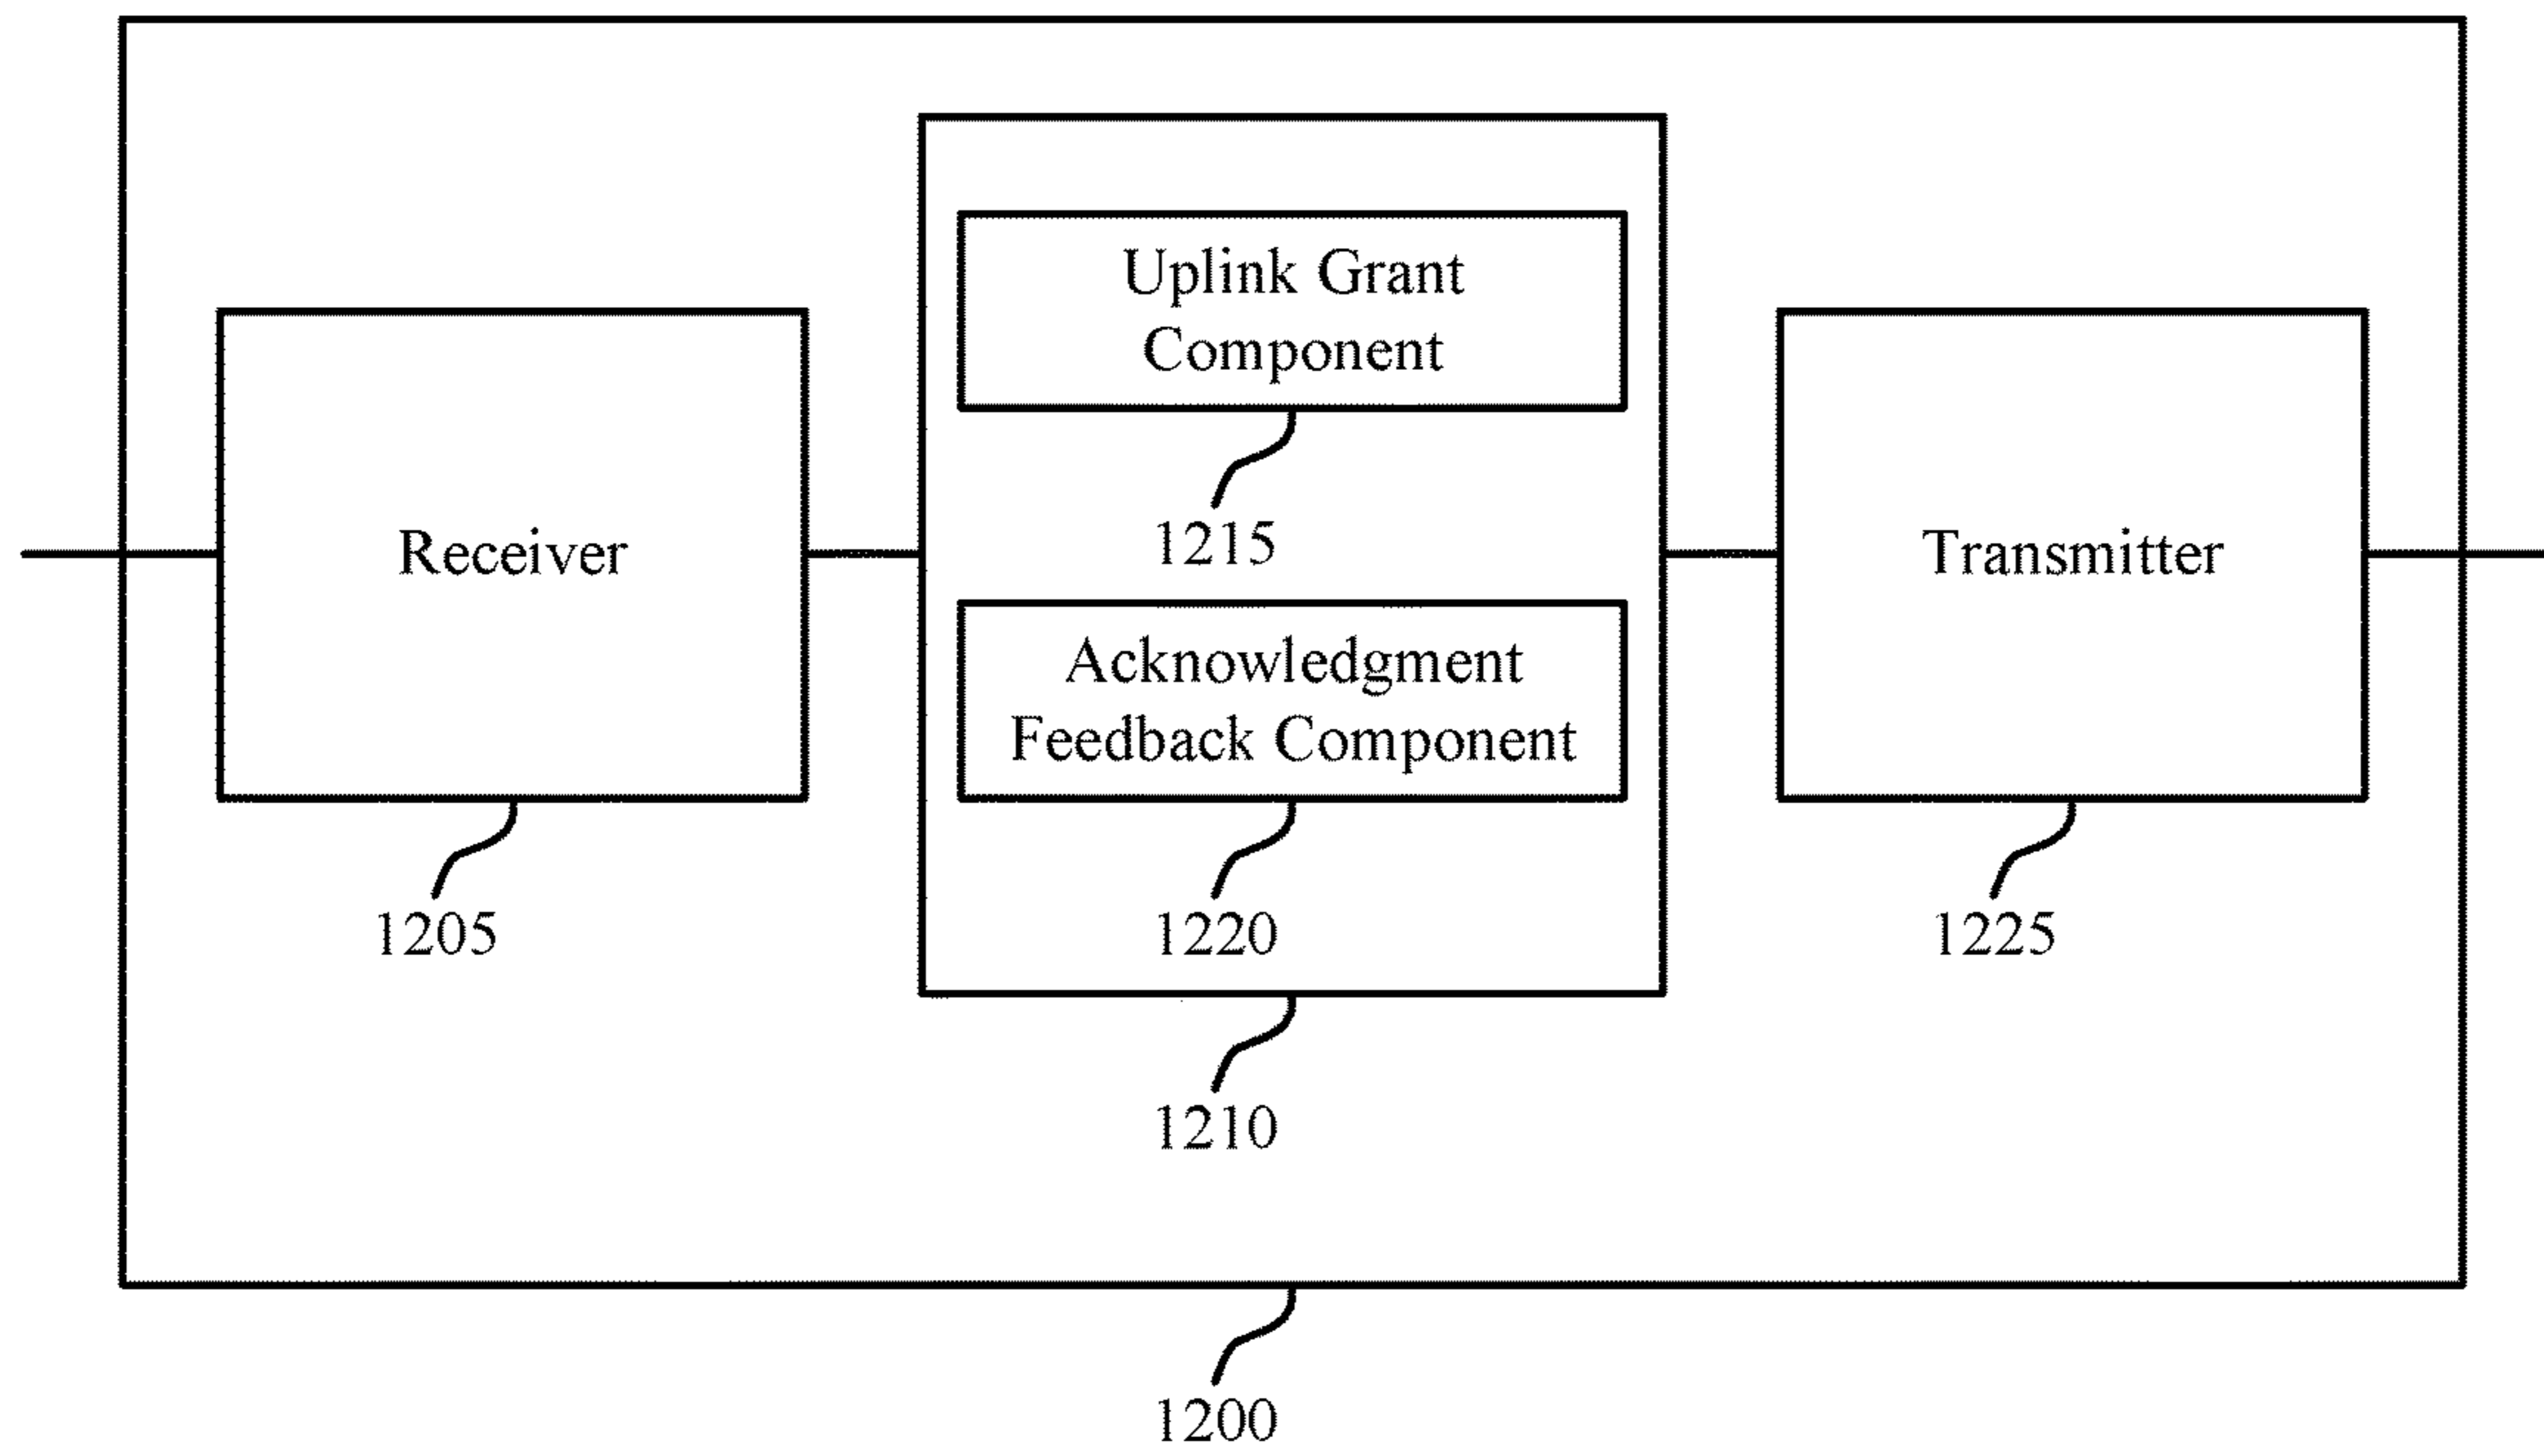 Uplink Grant
Component
1215
Receiver
1205
Acknowledgment
Feedback Component
1220
Transmitter
1225
1210
1200